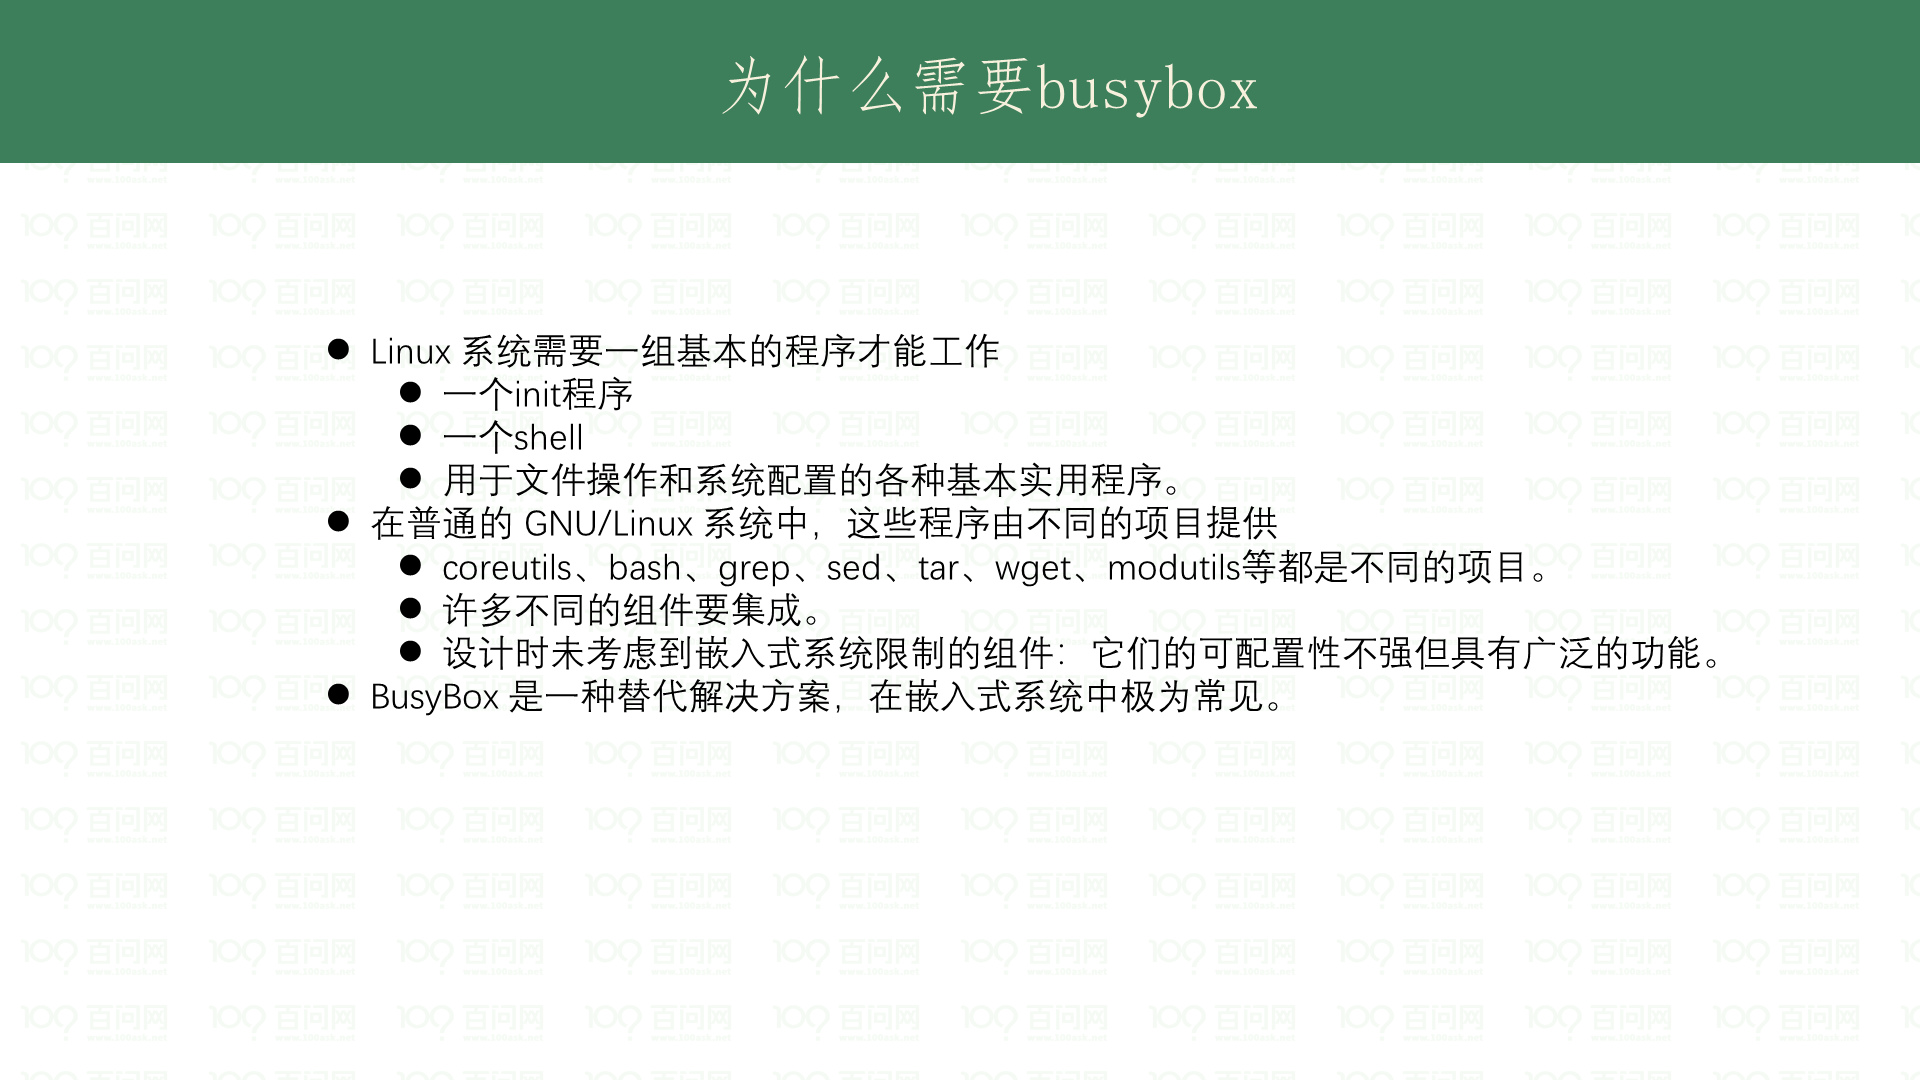 为什么需要busybox
● Linux 系统需要一组基本的程序才能工作
● 一个init程序
● 一个shell
● 用于文件操作和系统配置的各种基本实用程序。
● 在普通的 GNU/Linux 系统中，这些程序由不同的项目提供
● coreutils、bash、grep、sed、tar、wget、modutils等都是不同的项目。
● 许多不同的组件要集成。
● 设计时未考虑到嵌入式系统限制的组件：它们的可配置性不强但具有广泛的功能。
● BusyBox 是一种替代解决方案，在嵌入式系统中极为常见。
百问网
www.100ask.net